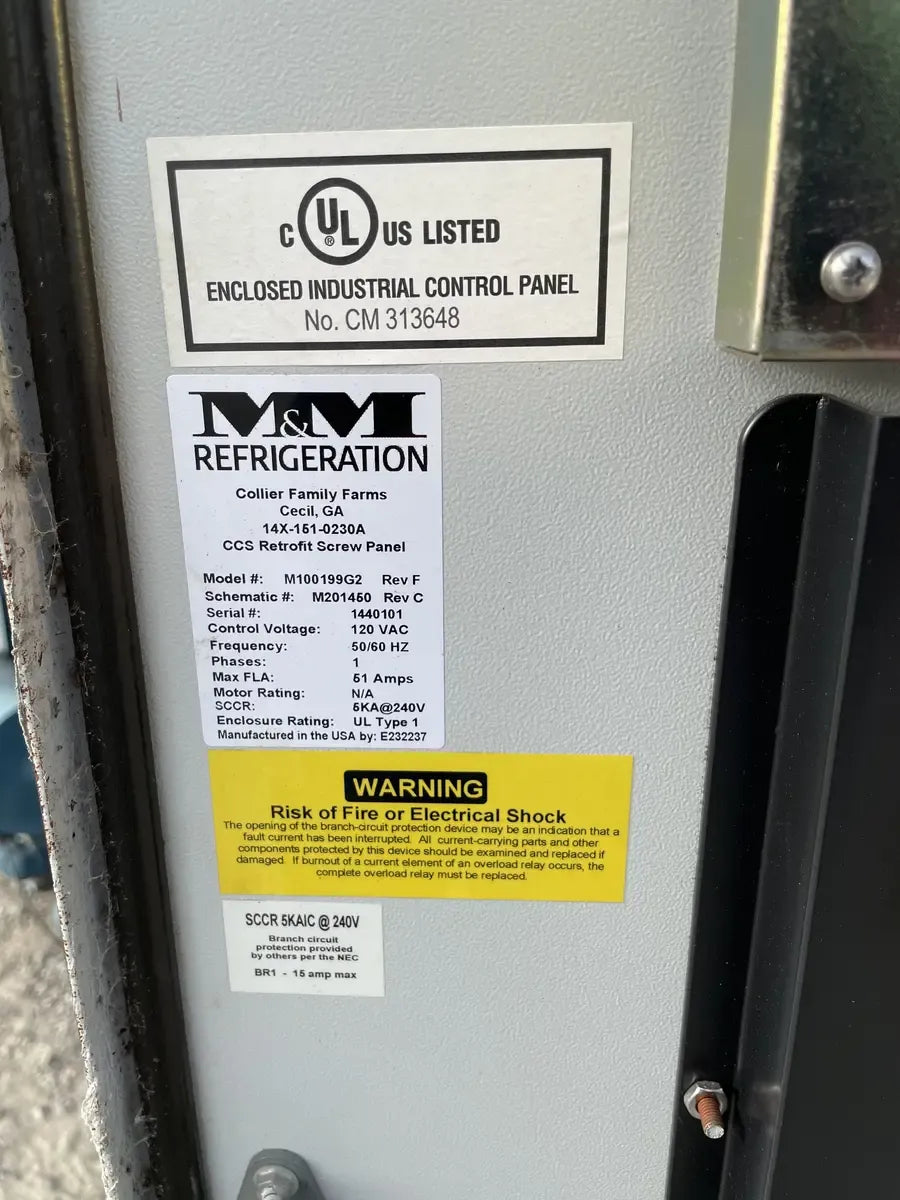 C UL® US LISTED
ENCLOSED INDUSTRIAL CONTROL PANEL
No. CM 313648
M&M
REFRIGERATION
Collier Family Farms
Cecil, GA
14X-151-0230A
CCS Retrofit Screw Panel
Model #: M100199G2 Rev F
Schematic #: M201450 Rev C
Serial #: 1440101
Control Voltage: 120 VAC
Frequency: 50/60 HZ
Phases: 1
Max FLA: 51 Amps
Motor Rating: N/A
SCCR: 5KA@240V
Enclosure Rating: UL Type 1
Manufactured in the USA by: E232237
WARNING
Risk of Fire or Electrical Shock
The opening of the branch-circuit protection device may be an indication that a
fault current has been interrupted. All current-carrying parts and other
components protected by this device should be examined and replaced if
damaged. If burnout of a current element of an overload relay occurs, the
complete overload relay must be replaced.
SCCR 5KAIC @ 240V
Branch circuit
protection provided
by others per the NEC
BR1 - 15 amp max